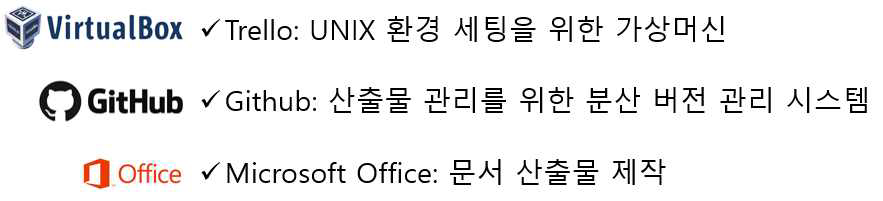 VirtualBox ✓ Trello: UNIX 환경 세팅을 위한 가상머신
GitHub ✓ Github: 산출물 관리를 위한 분산 버전 관리 시스템
Office ✓ Microsoft Office: 문서 산출물 제작